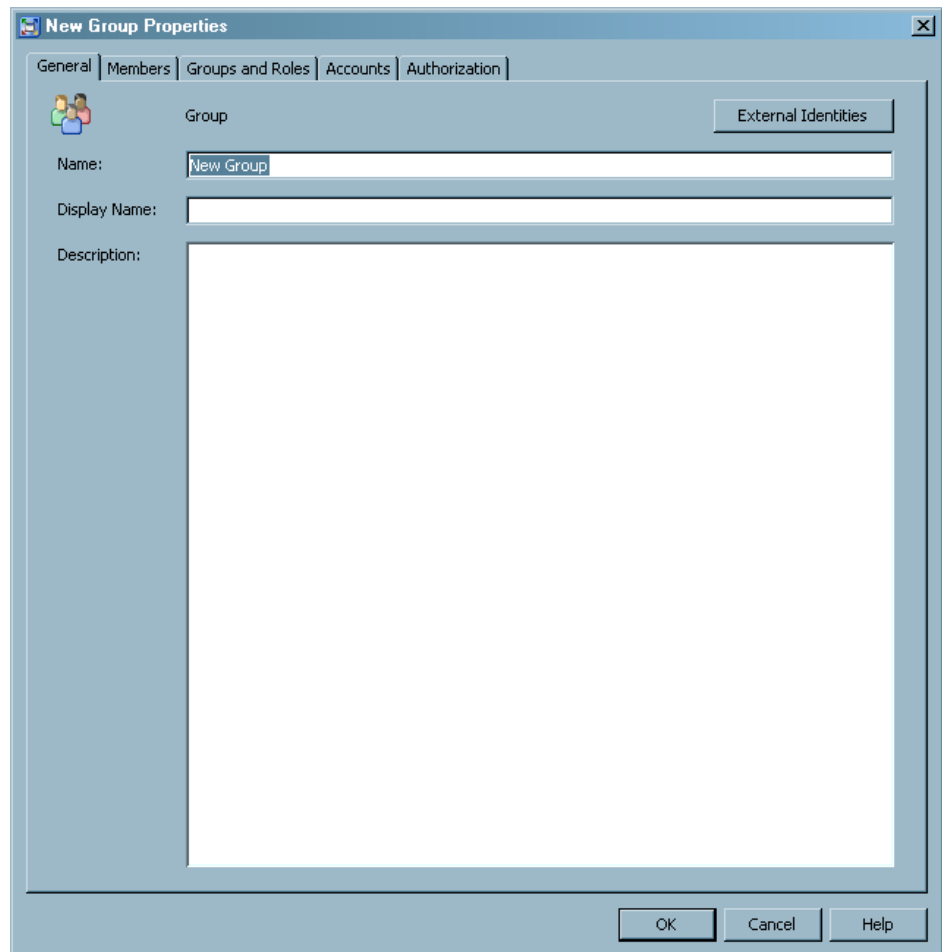 New Group Properties
General Members Groups and Roles Accounts Authorization
Group External Identities
Name: New Group
Display Name:
Description:
OK Cancel Help